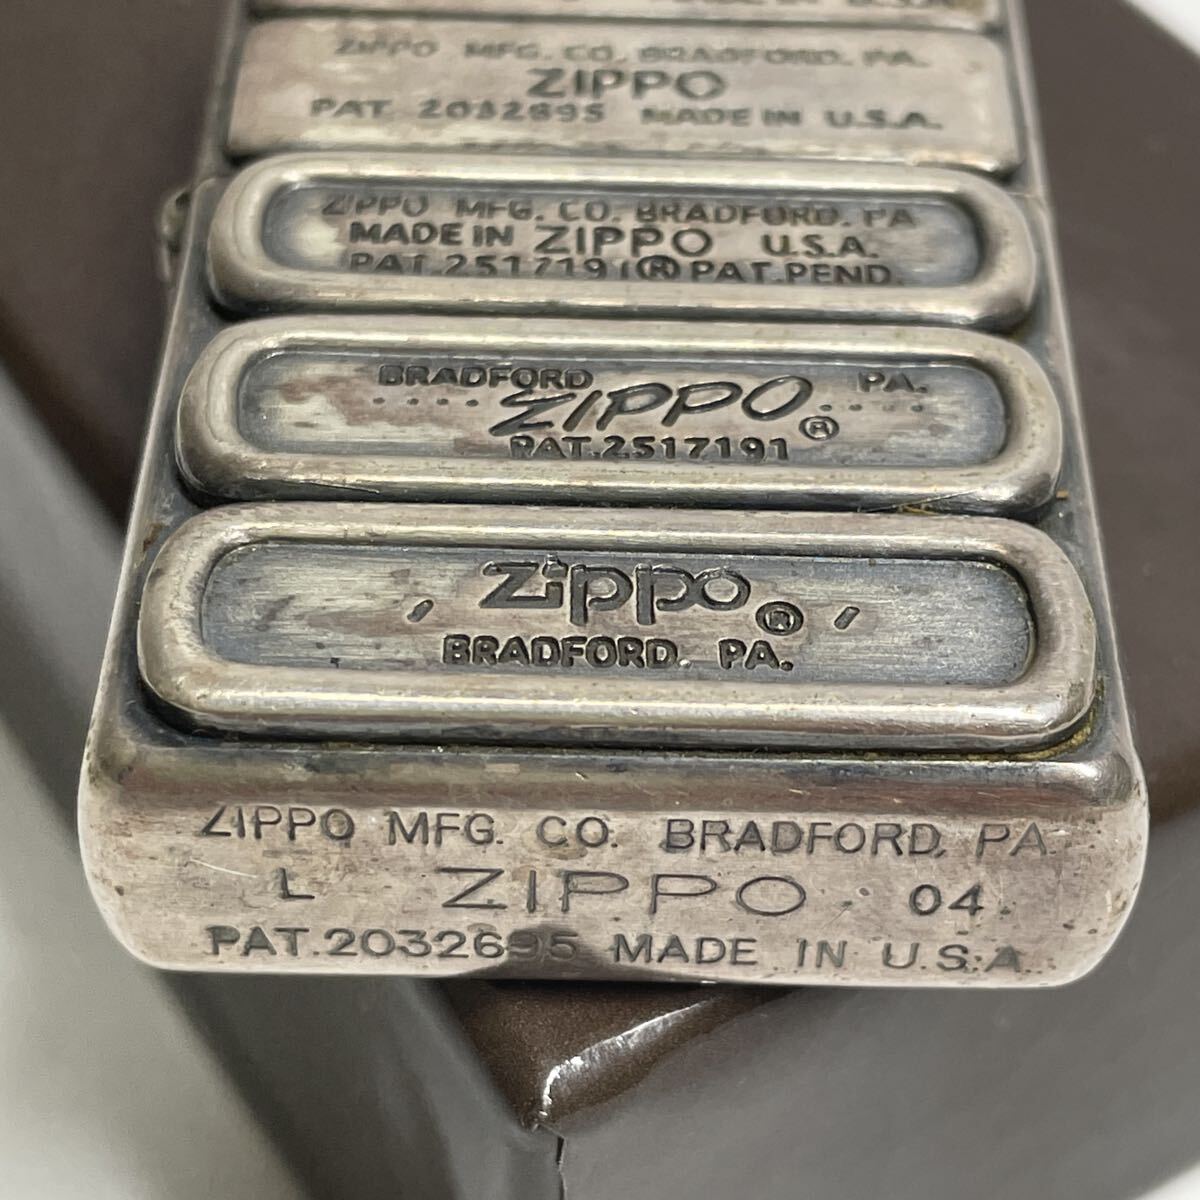 U.S.A
ZIPPO MFG. CO. BRADFORD. PA.
ZIPPO
PAT. 2032695 MADE IN U.S.A.
ZIPPO MFG. CO. BRADFORD. PA
MADE IN ZIPPO U.S.A.
PAT.2517191® PAT.PEND.
BRADFORD PA.
····ZIPPO®·····
PAT.2517191
, Zippo® ,
BRADFORD. PA.
ZIPPO MFG. CO. BRADFORD, PA.
L ZIPPO 04
PAT.2032695 MADE IN U.S.A.